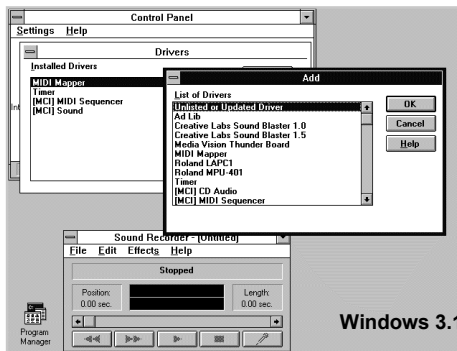 Control Panel
Settings Help
Drivers
Installed Drivers
MIDI Mapper
Timer
[MCI] MIDI Sequencer
[MCI] Sound
Int
Add
List of Drivers
Unlisted or Updated Driver
Ad Lib
Creative Labs Sound Blaster 1.0
Creative Labs Sound Blaster 1.5
Media Vision Thunder Board
MIDI Mapper
Roland LAPC1
Roland MPU-401
Timer
[MCI] CD Audio
[MCI] MIDI Sequencer
OK
Cancel
Help
Sound Recorder - [Untitled]
File Edit Effects Help
Stopped
Position:
0.00 sec.
Length:
0.00 sec.
Program
Manager
Windows 3.1